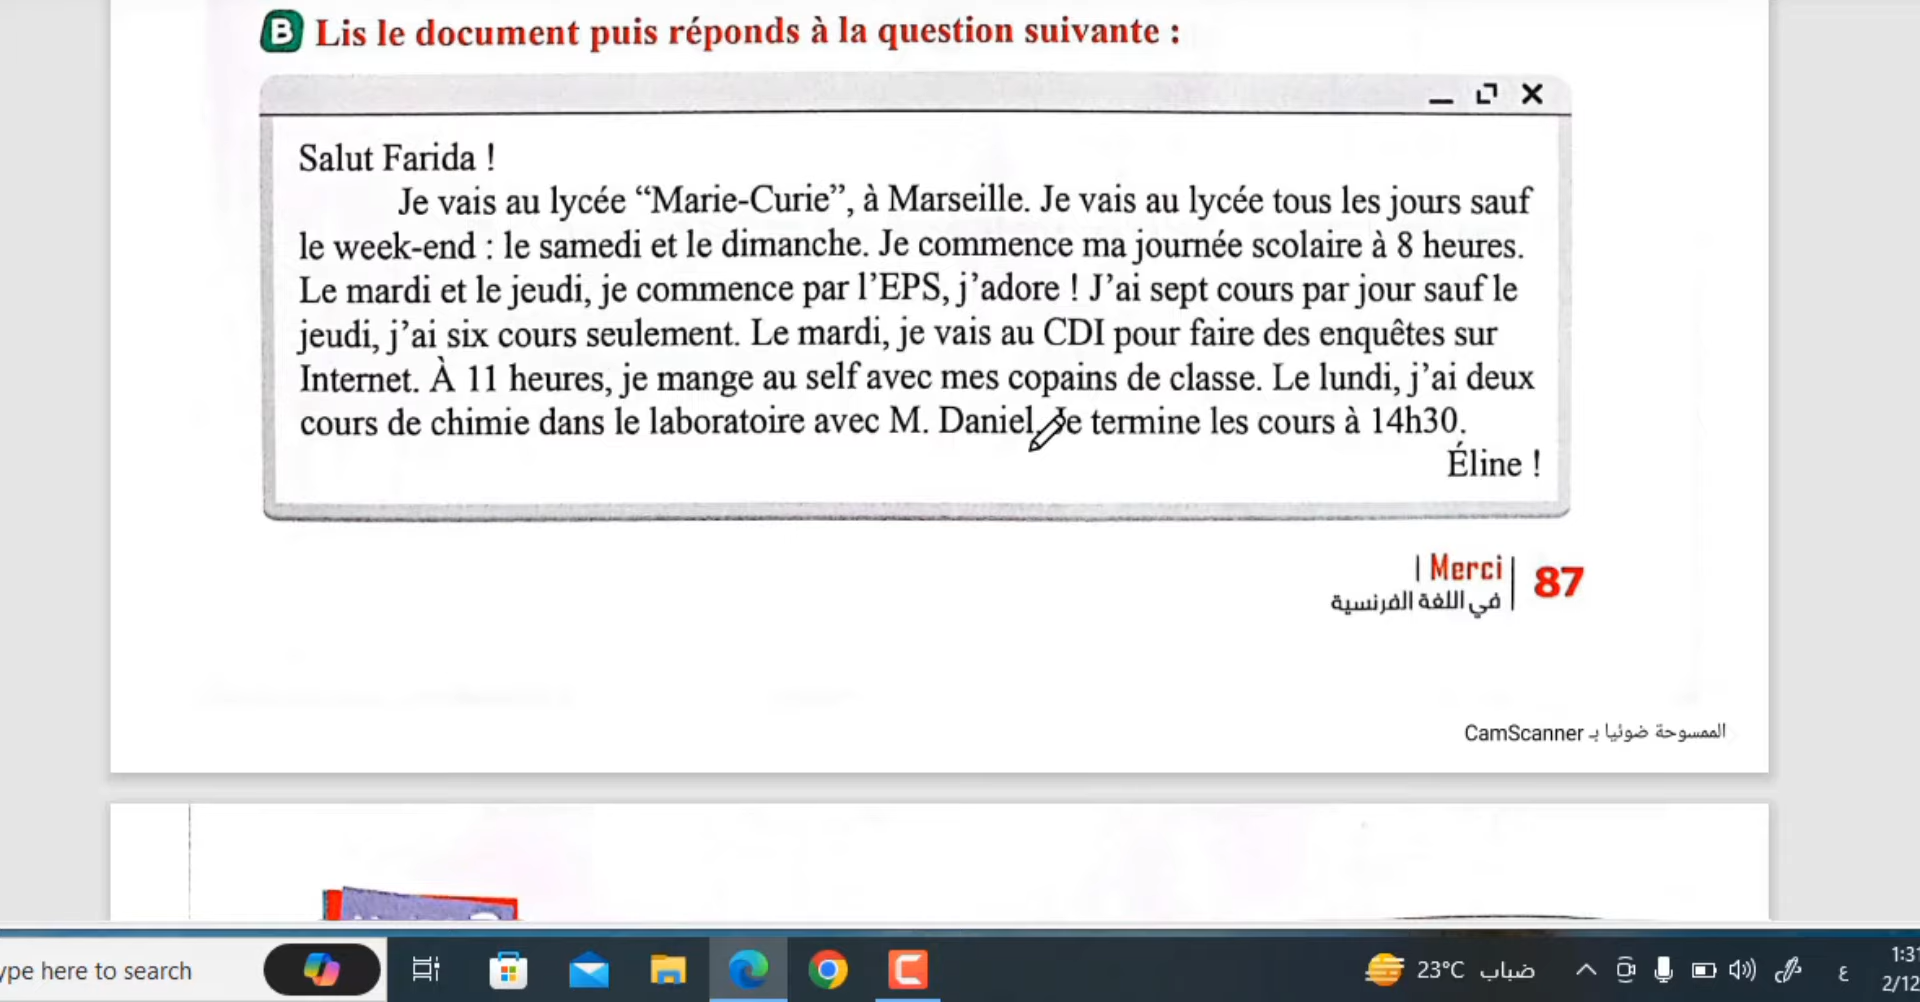 B Lis le document puis réponds à la question suivante :
Salut Farida !
Je vais au lycée “Marie-Curie”, à Marseille. Je vais au lycée tous les jours sauf
le week-end : le samedi et le dimanche. Je commence ma journée scolaire à 8 heures.
Le mardi et le jeudi, je commence par l’EPS, j’adore ! J’ai sept cours par jour sauf le
jeudi, j’ai six cours seulement. Le mardi, je vais au CDI pour faire des enquêtes sur
Internet. À 11 heures, je mange au self avec mes copains de classe. Le lundi, j’ai deux
cours de chimie dans le laboratoire avec M. Daniel. Je termine les cours à 14h30.
Éline !
Merci
87
في اللغة الفرنسية
الممسوحة ضوئيا بـ CamScanner
ype here to search
23°C ضباب
ع
1:31
2/12